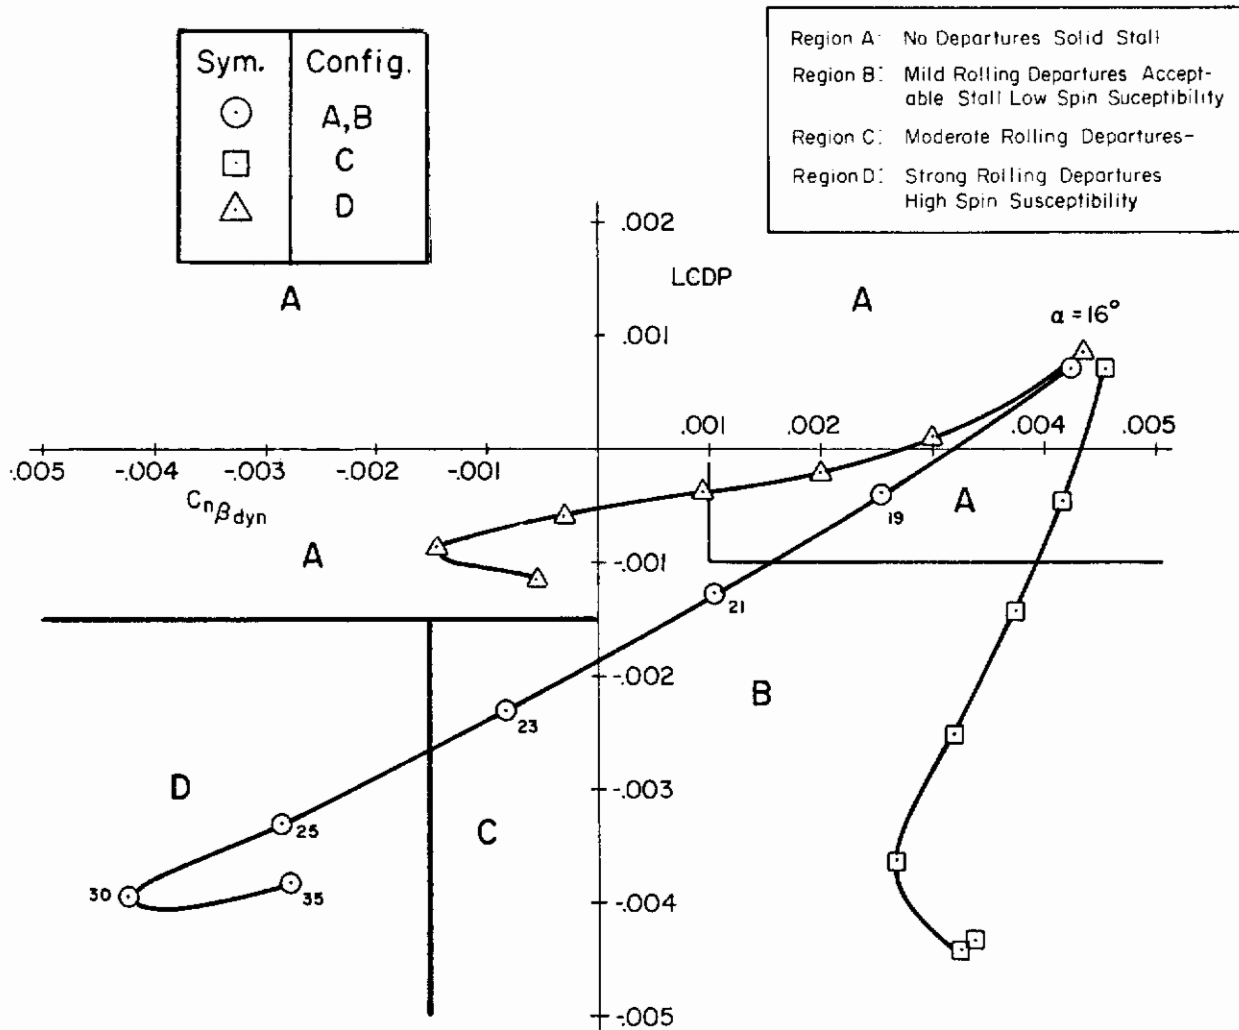 Sym. Config.
A,B
C
D
Region A: No Departures Solid Stall
Region B: Mild Rolling Departures Accept-
able Stall Low Spin Suceptibility
Region C: Moderate Rolling Departures-
Region D: Strong Rolling Departures
High Spin Susceptibility
.002
LCDP
A
A
α = 16°
.001
.001 .002 .004 .005
-.005 -.004 -.003 -.002 -.001
Cnβdyn
19
A
A
-.001
21
-.002
B
23
D
-.003
25
C
30
35
-.004
-.005